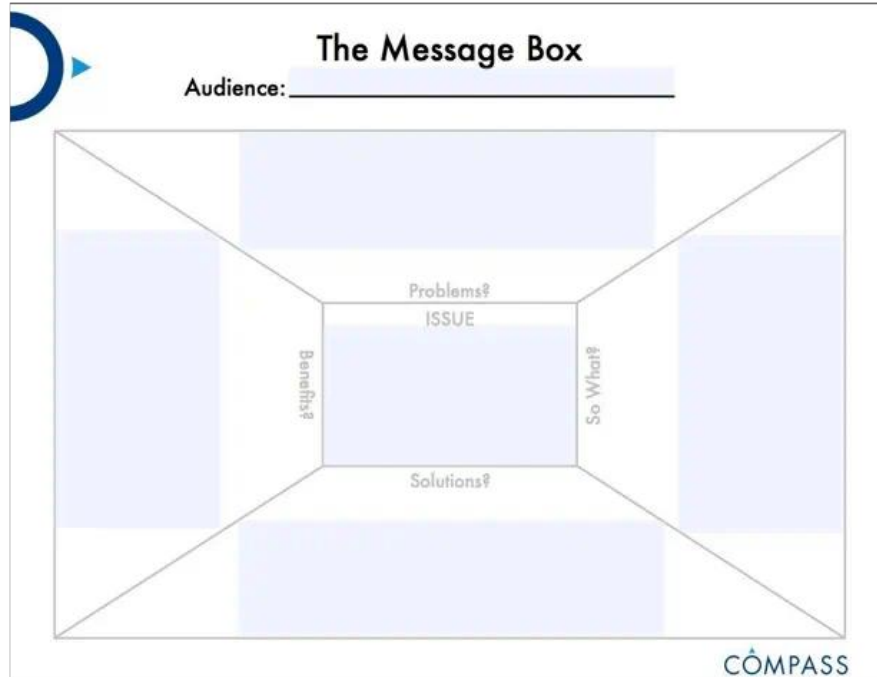 The Message Box
Audience:
Problems?
ISSUE
Benefits?
So What?
Solutions?
COMPASS